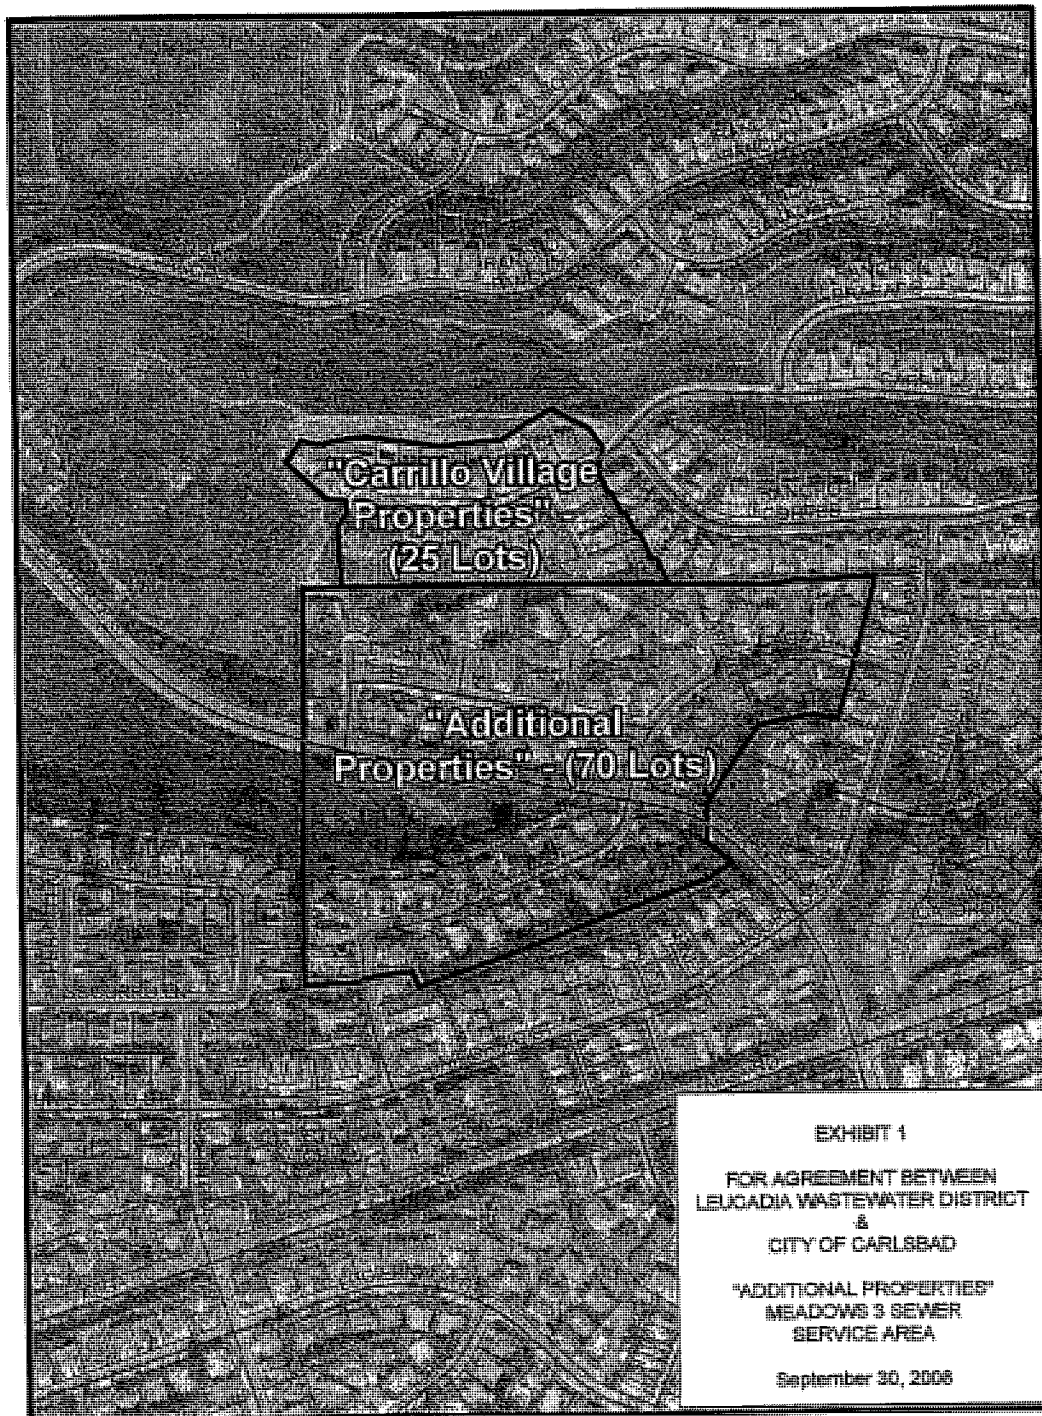 "Carrillo Village
Properties" -
(25 Lots)
"Additional
Properties" - (70 Lots)
EXHIBIT 1
FOR AGREEMENT BETWEEN
LEUCADIA WASTEWATER DISTRICT
&
CITY OF CARLSBAD
"ADDITIONAL PROPERTIES"
MEADOWS 3 SEWER
SERVICE AREA
September 30, 2008